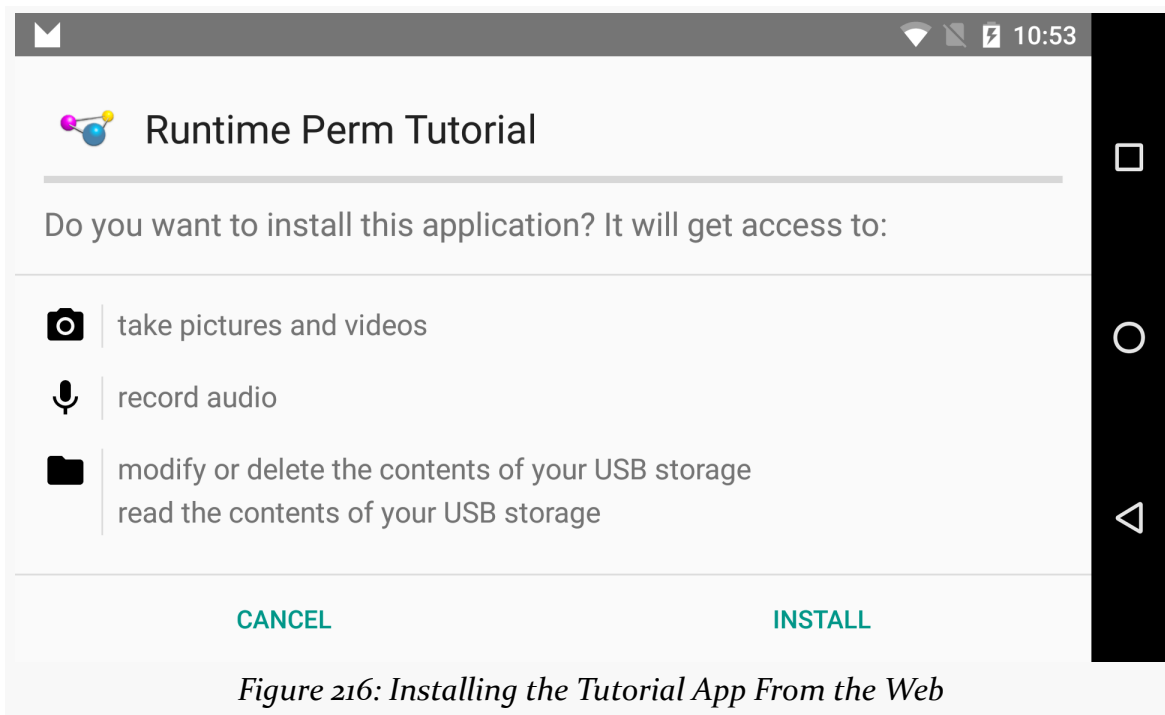 10:53
Runtime Perm Tutorial
Do you want to install this application? It will get access to:
take pictures and videos
record audio
modify or delete the contents of your USB storage
read the contents of your USB storage
CANCEL INSTALL
Figure 216: Installing the Tutorial App From the Web